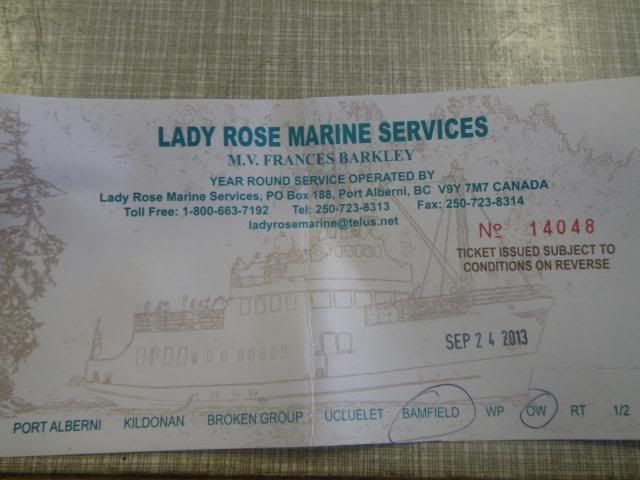 LADY ROSE MARINE SERVICES
M.V. FRANCES BARKLEY
YEAR ROUND SERVICE OPERATED BY
Lady Rose Marine Services, PO Box 188, Port Alberni, BC V9Y 7M7 CANADA
Toll Free: 1-800-663-7192 Tel: 250-723-8313 Fax: 250-723-8314
ladyrosemarine@telus.net
№ 14048
TICKET ISSUED SUBJECT TO
CONDITIONS ON REVERSE
SEP 24 2013
PORT ALBERNI KILDONAN BROKEN GROUP UCLUELET BAMFIELD WP OW RT 1/2